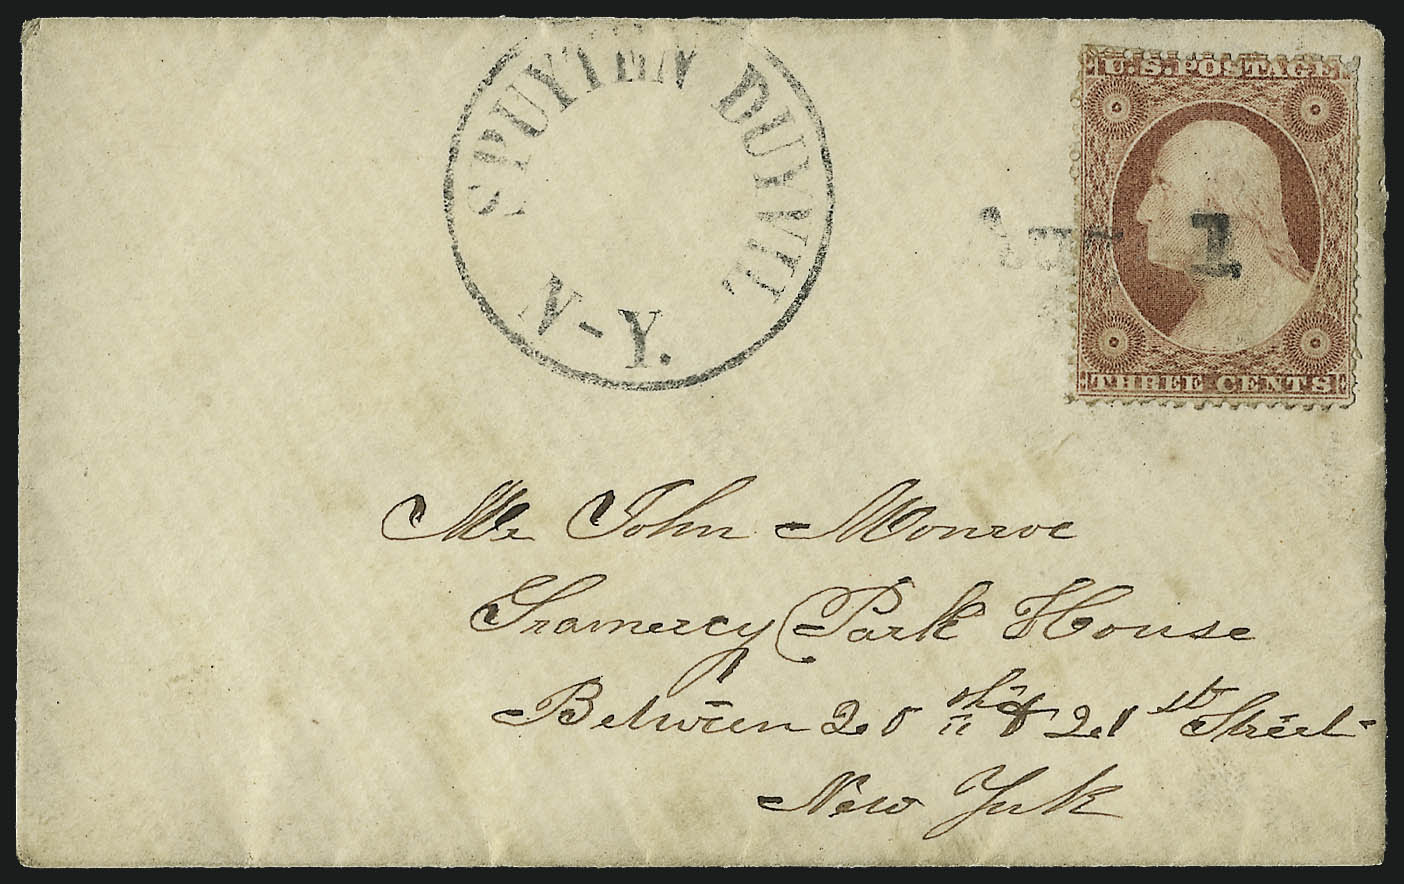 SPUYTEN DUYVIL
N-Y.
U.S. POSTAGE
1
THREE CENTS
Mr John Monroe
Gramercy Park House
Between 20th & 21st Street
New York